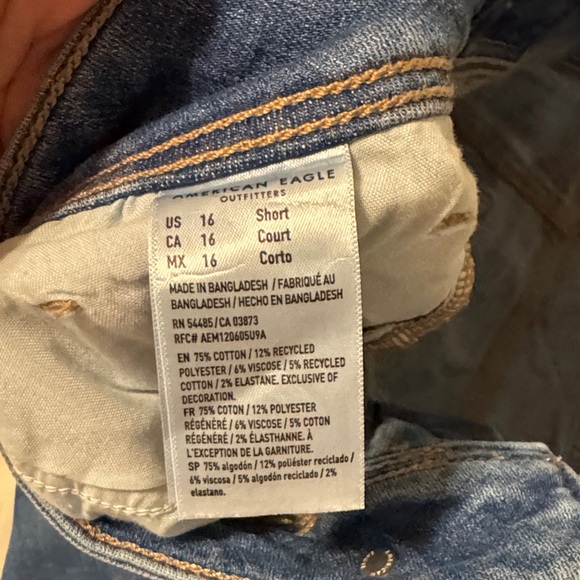 AMERICAN EAGLE
OUTFITTERS
US 16 Short
CA 16 Court
MX 16 Corto
MADE IN BANGLADESH / FABRIQUÉ AU
BANGLADESH / HECHO EN BANGLADESH
RN 54485/CA 03873
RFC# AEM120605U9A
EN 75% COTTON / 12% RECYCLED
POLYESTER / 6% VISCOSE / 5% RECYCLED
COTTON / 2% ELASTANE. EXCLUSIVE OF
DECORATION.
FR 75% COTON / 12% POLYESTER
RÉGÉNÉRÉ / 6% VISCOSE / 5% COTON
RÉGÉNÉRÉ / 2% ÉLASTHANNE. À
L'EXCEPTION DE LA GARNITURE.
SP 75% algodón / 12% poliéster reciclado /
6% viscosa / 5% algodón reciclado / 2%
elastano.